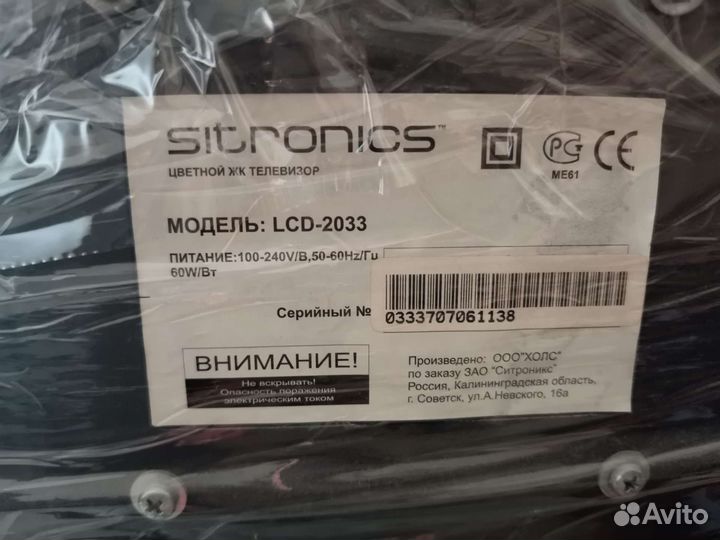 SITRONICS™
ЦВЕТНОЙ ЖК ТЕЛЕВИЗОР
PG CE
ME61
МОДЕЛЬ: LCD-2033
ПИТАНИЕ:100-240V/В,50-60Hz/Гц
60W/Вт
Серийный №
0333707061138
ВНИМАНИЕ!
Не вскрывать!
Опасность поражения
электрическим током
Произведено: ООО"ХОЛС"
по заказу ЗАО "Ситроникс"
Россия, Калининградская область,
г. Советск, ул.А.Невского, 16а
Avito